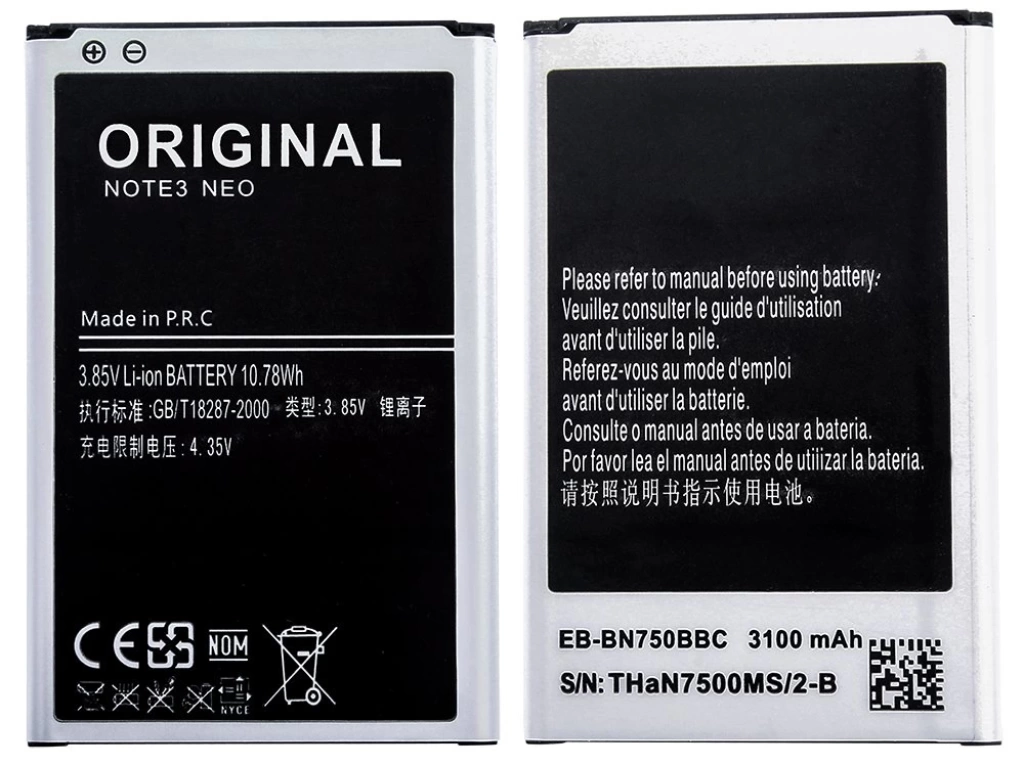 ORIGINAL
NOTE3 NEO
Made in P.R.C
3.85V Li-ion BATTERY 10.78Wh
执行标准:GB/T18287-2000 类型:3.85V 锂离子
充电限制电压:4.35V
CE
NOM
NYCE
Please refer to manual before using battery.
Veuillez consulter le guide d'utilisation
avant d'utiliser la pile.
Referez-vous au mode d'emploi
avant d'utiliser la batterie.
Consulte o manual antes de usar a bateria.
Por favor lea el manual antes de utiiizar la bateria.
请按照说明书指示使用电池。
EB-BN750BBC 3100 mAh
S/N: THaN7500MS/2-B